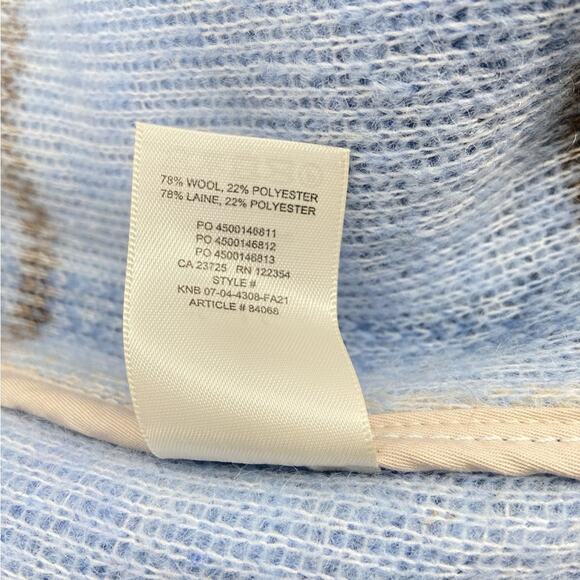 78% WOOL, 22% POLYESTER
78% LAINE, 22% POLYESTER
PO 4500146811
PO 4500146812
PO 4500146813
CA 23725 RN 122354
STYLE #
KNB 07-04-4308-FA21
ARTICLE # 84068